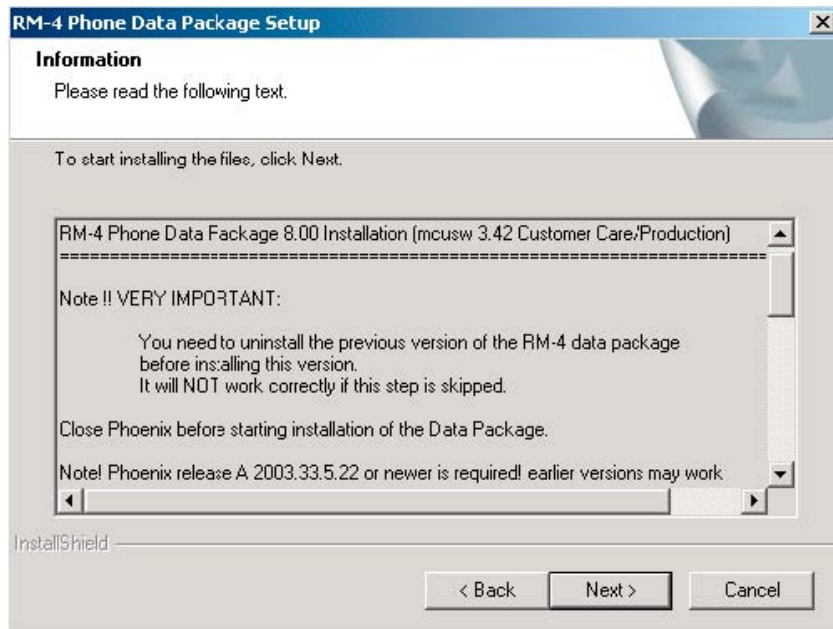 RM-4 Phone Data Package Setup
Information
Please read the following text.
To start installing the files, click Next.
RM-4 Phone Data Package 8.00 Installation (mcusw 3.42 Customer Care/Production)
=======================================================================
Note !! VERY IMPORTANT:
You need to uninstall the previous version of the RM-4 data package
before installing this version.
It will NOT work correctly if this step is skipped.
Close Phoenix before starting installation of the Data Package.
Note! Phoenix release A 2003.33.5.22 or newer is required! earlier versions may work
InstallShield
< Back
Next >
Cancel